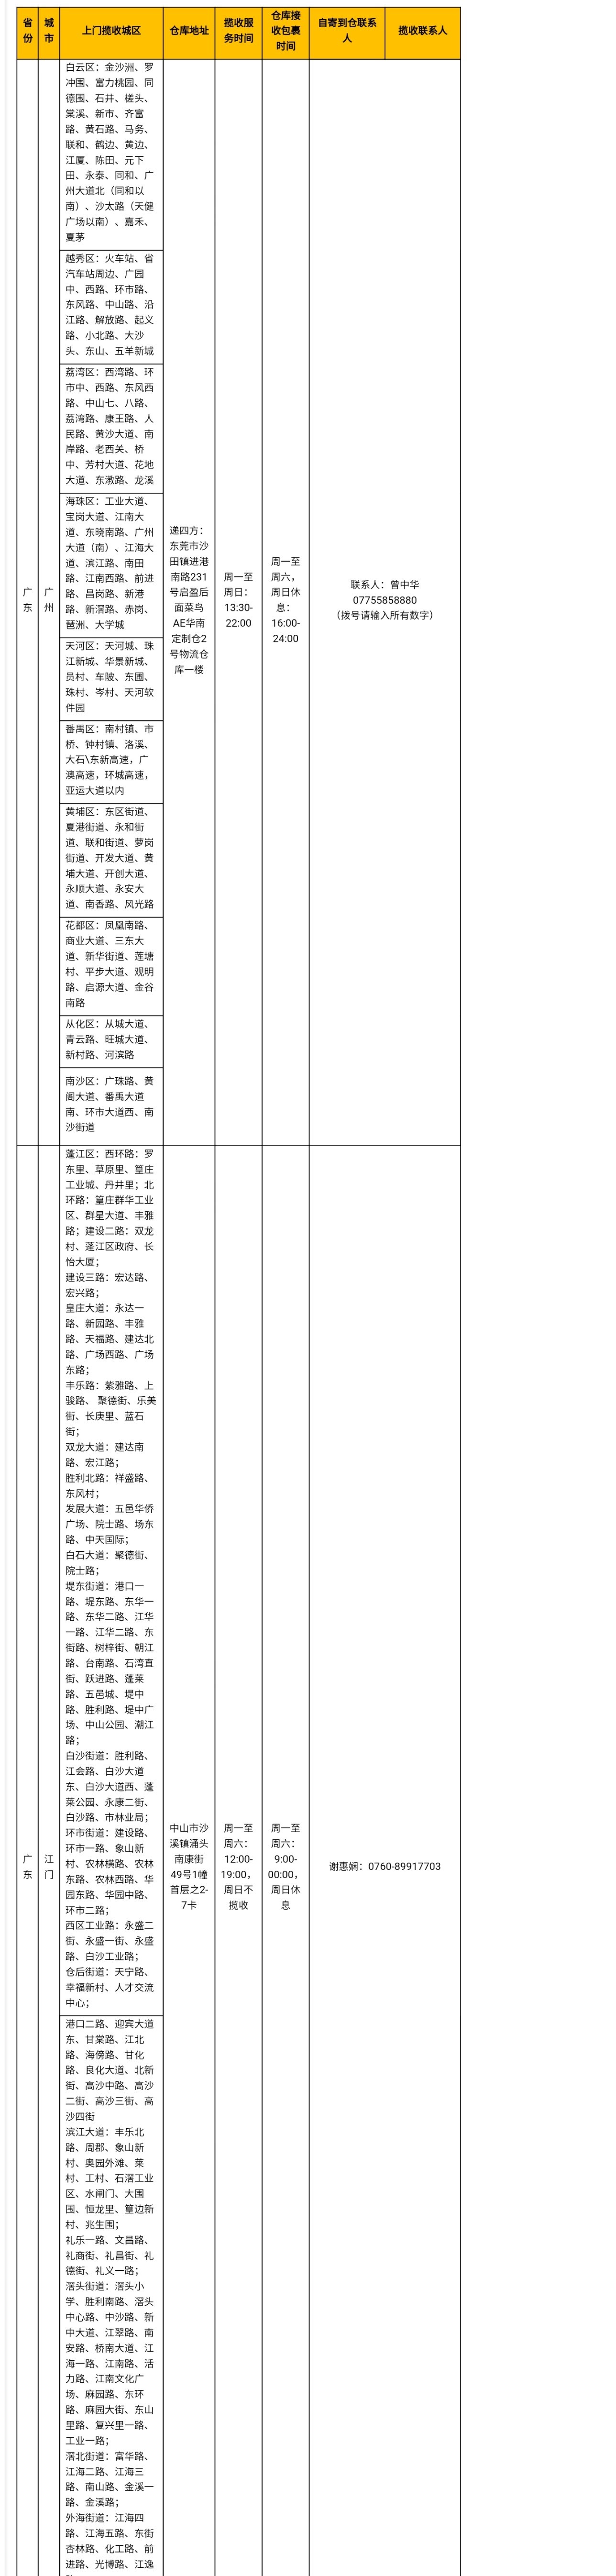 省份
城市
上门揽收城区
仓库地址
揽收服务时间
仓库接收包裹时间
自寄到仓联系人
揽收联系人
广东
广州
白云区：金沙洲、罗
冲围、富力桃园、同
德围、石井、槎头、
棠溪、新市、齐富
路、黄石路、马务、
联和、鹤边、黄边、
江厦、陈田、元下
田、永泰、同和、广
州大道北（同和以
南）、沙太路（天健
广场以南）、嘉禾、
夏茅
越秀区：火车站、省
汽车站周边、广园
中、西路、环市路、
东风路、中山路、沿
江路、解放路、起义
路、小北路、大沙
头、东山、五羊新城
荔湾区：西湾路、环
市中、西路、东风西
路、中山七、八路、
荔湾路、康王路、人
民路、黄沙大道、南
岸路、老西关、桥
中、芳村大道、花地
大道、东漖路、龙溪
海珠区：工业大道、
宝岗大道、江南大
道、东晓南路、广州
大道（南）、江海大
道、滨江路、南田
路、江南西路、前进
路、昌岗路、新港
路、新滘路、赤岗、
琶洲、大学城
天河区：天河城、珠
江新城、华景新城、
员村、车陂、东圃、
珠村、岑村、天河软
件园
番禺区：南村镇、市
桥、钟村镇、洛溪、
大石\东新高速，广
澳高速，环城高速，
亚运大道以内
黄埔区：东区街道、
夏港街道、永和街
道、联和街道、萝岗
街道、开发大道、黄
埔大道、开创大道、
永顺大道、永安大
道、南香路、风光路
花都区：凤凰南路、
商业大道、三东大
道、新华街道、莲塘
村、平步大道、观明
路、启源大道、金谷
南路
从化区：从城大道、
青云路、旺城大道、
新村路、河滨路
南沙区：广珠路、黄
阁大道、番禺大道
南、环市大道西、南
沙街道
递四方：
东莞市沙
田镇进港
南路231
号启盈后
面菜鸟
AE华南
定制仓2
号物流仓
库一楼
周一至
周日：
13:30-
22:00
周一至
周六，
周日休
息：
16:00-
24:00
联系人：曾中华
07755858880
（拨号请输入所有数字）
广东
江门
蓬江区：西环路：罗
东里、草原里、篁庄
工业城、丹井里；北
环路：篁庄群华工业
区、群星大道、丰雅
路；建设二路：双龙
村、蓬江区政府、长
怡大厦；
建设三路：宏达路、
宏兴路；
皇庄大道：永达一
路、新园路、丰雅
路、天福路、建达北
路、广场西路、广场
东路；
丰乐路：紫雅路、上
骏路、 聚德街、乐美
街、长庚里、蓝石
街；
双龙大道：建达南
路、宏江路；
胜利北路：祥盛路、
东风村；
发展大道：五邑华侨
广场、院士路、场东
路、中天国际；
白石大道：聚德街、
院士路；
堤东街道：港口一
路、堤东路、东华一
路、东华二路、江华
一路、江华二路、东
街路、树梓街、朝江
路、台南路、石湾直
街、跃进路、蓬莱
路、五邑城、堤中
路、胜利路、堤中广
场、中山公园、潮江
路；
白沙街道：胜利路、
江会路、白沙大道
东、白沙大道西、蓬
莱公园、永康二街、
白沙路、市林业局；
环市街道：建设路、
环市一路、象山新
村、农林横路、农林
东路、农林西路、华
园东路、华园中路、
环市二路；
西区工业路：永盛二
街、永盛一街、永盛
路、白沙工业路；
仓后街道：天宁路、
幸福新村、人才交流
中心；
港口二路、迎宾大道
东、甘棠路、江北
路、海傍路、甘化
路、良化大道、北新
街、高沙中路、高沙
二街、高沙三街、高
沙四街
滨江大道：丰乐北
路、周郡、象山新
村、奥园外滩、莱
村、工村、石滘工业
区、水闸门、大围
围、恒龙里、篁边新
村、兆生围；
礼乐一路、文昌路、
礼商街、礼昌街、礼
德街、礼义一路；
滘头街道：滘头小
学、胜利南路、滘头
中心路、中沙路、新
中大道、江翠路、南
安路、桥南大道、江
海一路、江南路、活
力路、江南文化广
场、麻园路、东环
路、麻园大街、东山
里路、复兴里一路、
工业一路；
滘北街道：富华路、
江海二路、江海三
路、南山路、金溪一
路、金溪路；
外海街道：江海四
路、江海五路、东街
杏林路、化工路、前
进路、光博路、江逸
中山市沙
溪镇涌头
南康街
49号1幢
首层之2-
7卡
周一至
周六：
12:00-
19:00，
周日不
揽收
周一至
周六：
9:00-
00:00，
周日休
息
谢惠娴：0760-89917703